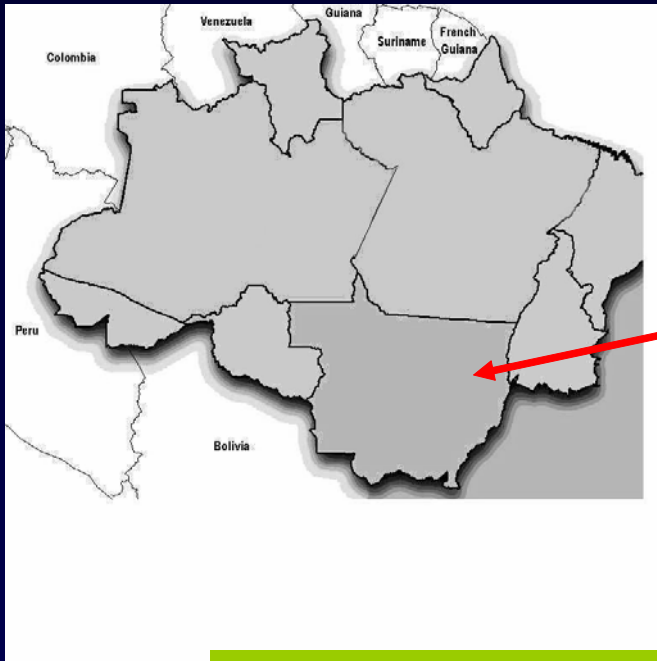 Guiana
Venezuela
Suriname
French
Guiana
Colombia
Peru
Bolivia